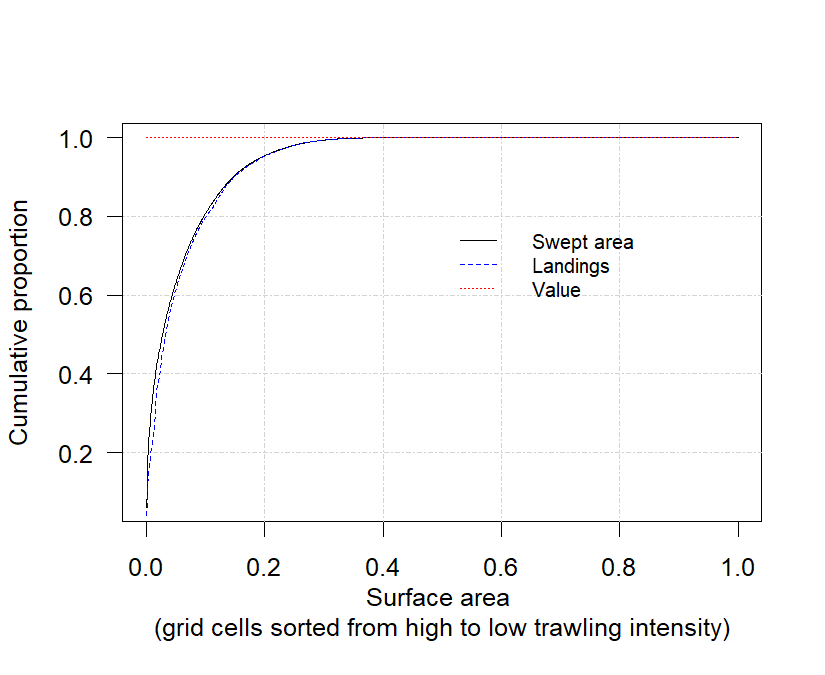 1.0
0.8
0.6
0.4
0.2
Cumulative proportion
Swept area
Landings
Value
0.0 0.2 0.4 0.6 0.8 1.0
Surface area
(grid cells sorted from high to low trawling intensity)